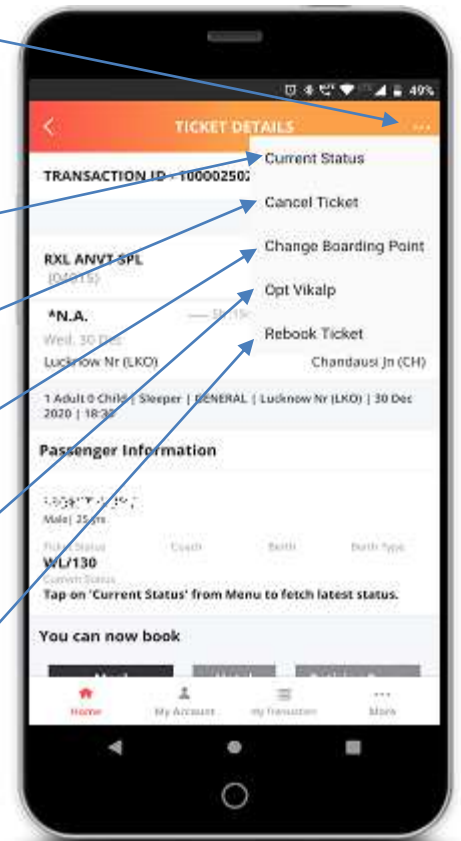 49%
TICKET DETAILS
Current Status
TRANSACTION ID - 10000250
Cancel Ticket
Change Boarding Point
RXL ANVT SPL
(04015)
Opt Vikalp
*N.A.
Wed, 30 Dec
Rebook Ticket
Lucknow Nr (LKO)
Chandausi Jn (CH)
1 Adult 0 Child | Sleeper | GENERAL | Lucknow Nr (LKO) | 30 Dec
2020 | 18:30
Passenger Information
Male| 25 yrs
Ticket Status
Coach
Berth
Berth Type
WL/130
Current Status
Tap on 'Current Status' from Menu to fetch latest status.
You can now book
Home
My Account
My Transaction
More